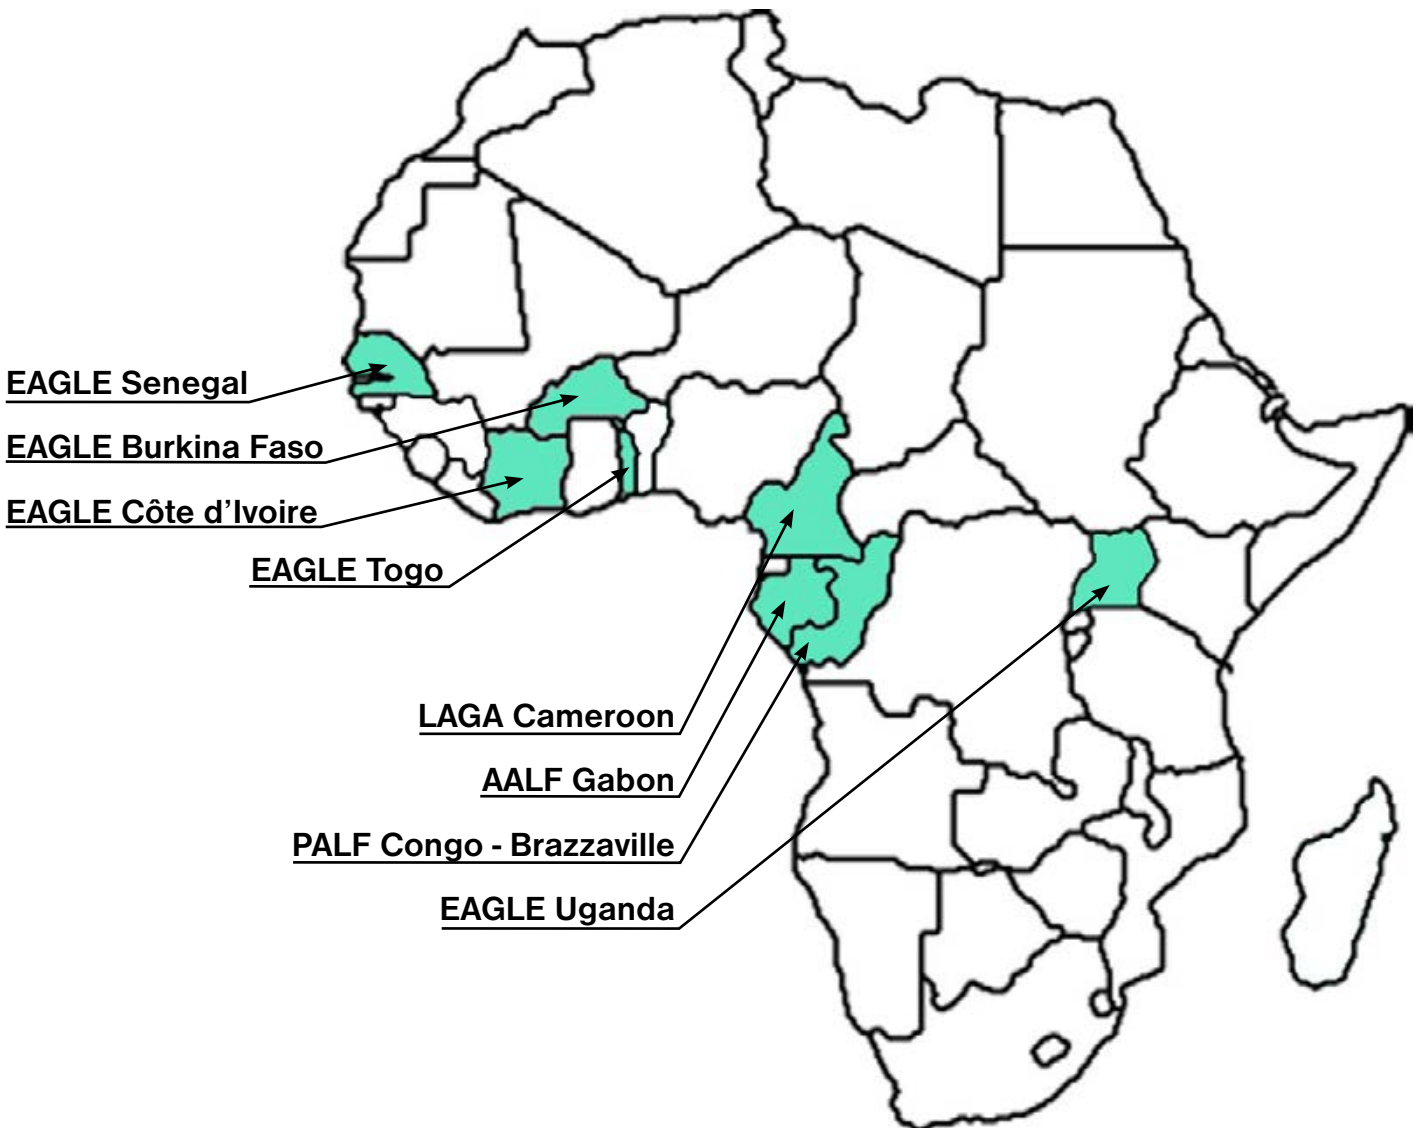 EAGLE Senegal
EAGLE Burkina Faso
EAGLE Côte d’Ivoire
EAGLE Togo
LAGA Cameroon
AALF Gabon
PALF Congo - Brazzaville
EAGLE Uganda